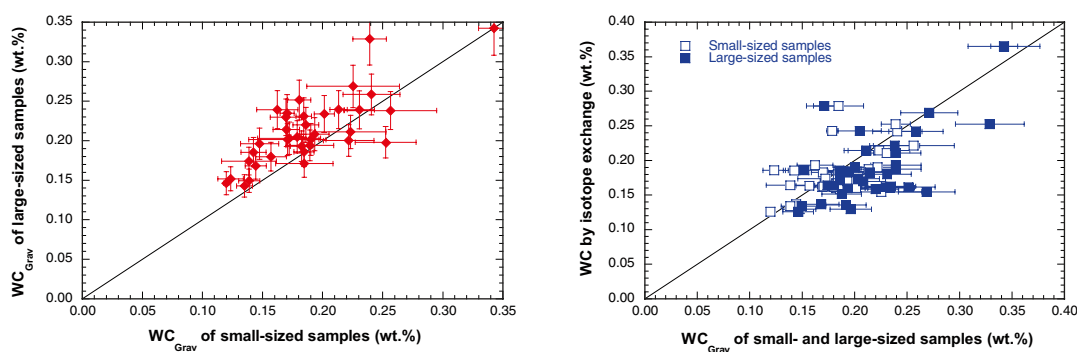 0.35
0.30
0.25
0.20
0.15
0.10
0.05
0.00
WC_Grav of large-sized samples (wt.%)
0.00 0.05 0.10 0.15 0.20 0.25 0.30 0.35
WC_Grav of small-sized samples (wt.%)
0.40
0.35
0.30
0.25
0.20
0.15
0.10
0.05
0.00
WC by isotope exchange (wt.%)
Small-sized samples
Large-sized samples
0.00 0.05 0.10 0.15 0.20 0.25 0.30 0.35 0.40
WC_Grav of small- and large-sized samples (wt.%)